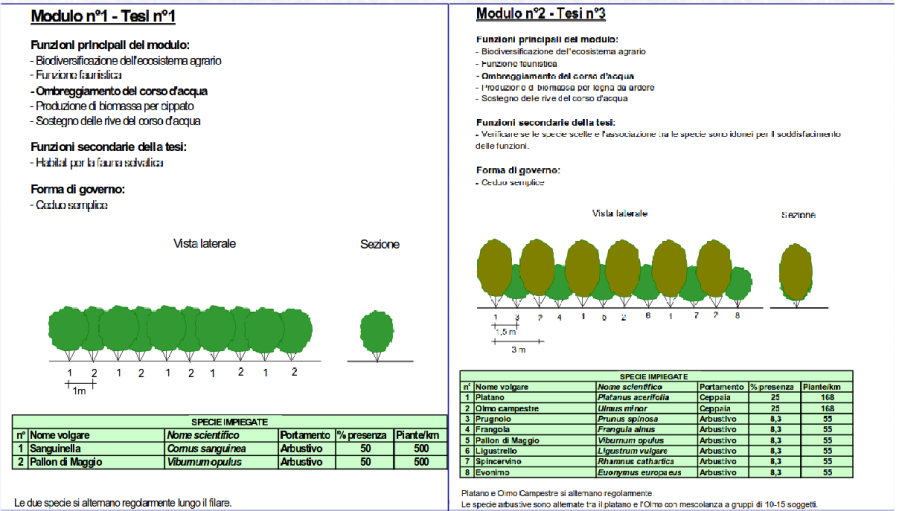 Modulo n°1 - Tesi n°1
Funzioni principali del modulo:
- Biodiversificazione dell'ecosistema agrario
- Funzione faunistica
- Ombreggiamento del corso d'acqua
- Produzione di biomassa per cippato
- Sostegno delle rive del corso d'acqua
Funzioni secondarie della tesi:
- Habitat per la fauna selvatica
Forma di governo:
- Ceduo semplice
Vista laterale Sezione
1 2 1 2 1 2 1 2 1 2
1m
SPECIE IMPIEGATE
n° Nome volgare Nome scientifico Portamento % presenza Piante/km
1 Sanguinella Cornus sanguinea Arbustivo 50 500
2 Pallon di Maggio Viburnum opulus Arbustivo 50 500
Le due specie si alternano regolarmente lungo il filare.
Modulo n°2 - Tesi n°3
Funzioni principali del modulo:
- Biodiversificazione dell'ecosistema agrario
- Funzione faunistica
- Ombreggiamento del corso d'acqua
- Produzione di biomassa per legna da ardere
- Sostegno delle rive del corso d'acqua
Funzioni secondarie della tesi:
- Verificare se le specie scelte e l'associazione tra le specie sono idonei per il soddisfacimento
delle funzioni.
Forma di governo:
- Ceduo semplice
Vista laterale Sezione
1 3 2 4 1 5 2 6 1 7 2 8
1,5 m
3 m
SPECIE IMPIEGATE
n° Nome volgare Nome scientifico Portamento % presenza Piante/km
1 Platano Platanus acerifolia Ceppaia 25 168
2 Olmo campestre Ulmus minor Ceppaia 25 168
3 Prugnolo Prunus spinosa Arbustivo 8,3 55
4 Frangola Frangula alnus Arbustivo 8,3 55
5 Pallon di Maggio Viburnum opulus Arbustivo 8,3 55
6 Ligustrello Ligustrum vulgare Arbustivo 8,3 55
7 Spincervino Rhamnus cathartica Arbustivo 8,3 55
8 Evonimo Euonymus europaeus Arbustivo 8,3 55
Platano e Olmo Campestre si alternano regolarmente.
Le specie arbustive sono alternate tra il platano e l'Olmo con mescolanza a gruppi di 10-15 soggetti.